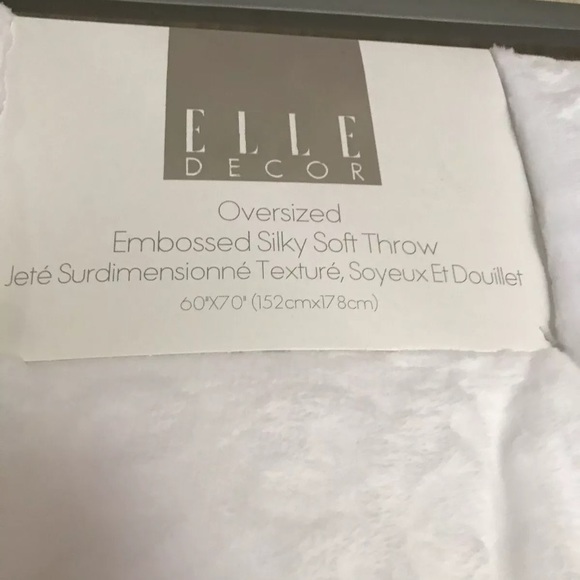 ELLE
DECOR
Oversized
Embossed Silky Soft Throw
Jeté Surdimensionné Texturé, Soyeux Et Douillet
60"X70" (152cmx178cm)